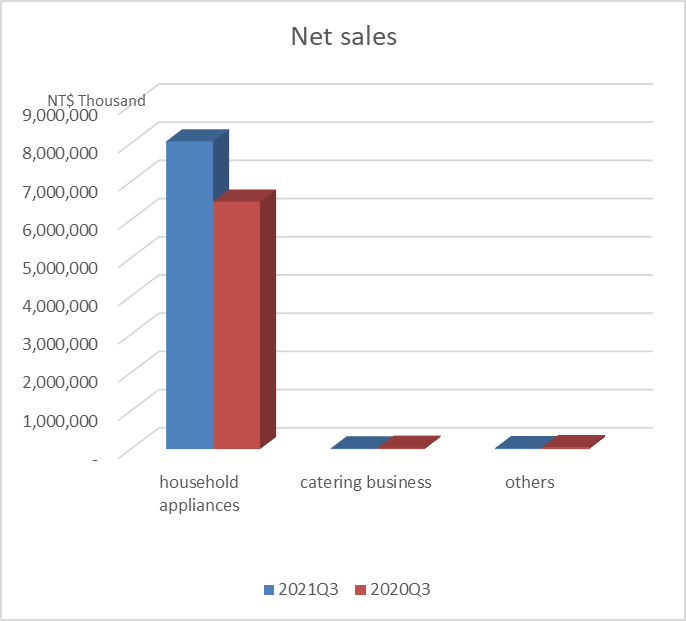 Net sales
NT$ Thousand
9,000,000
8,000,000
7,000,000
6,000,000
5,000,000
4,000,000
3,000,000
2,000,000
1,000,000
-
household
appliances
catering business
others
2021Q3
2020Q3